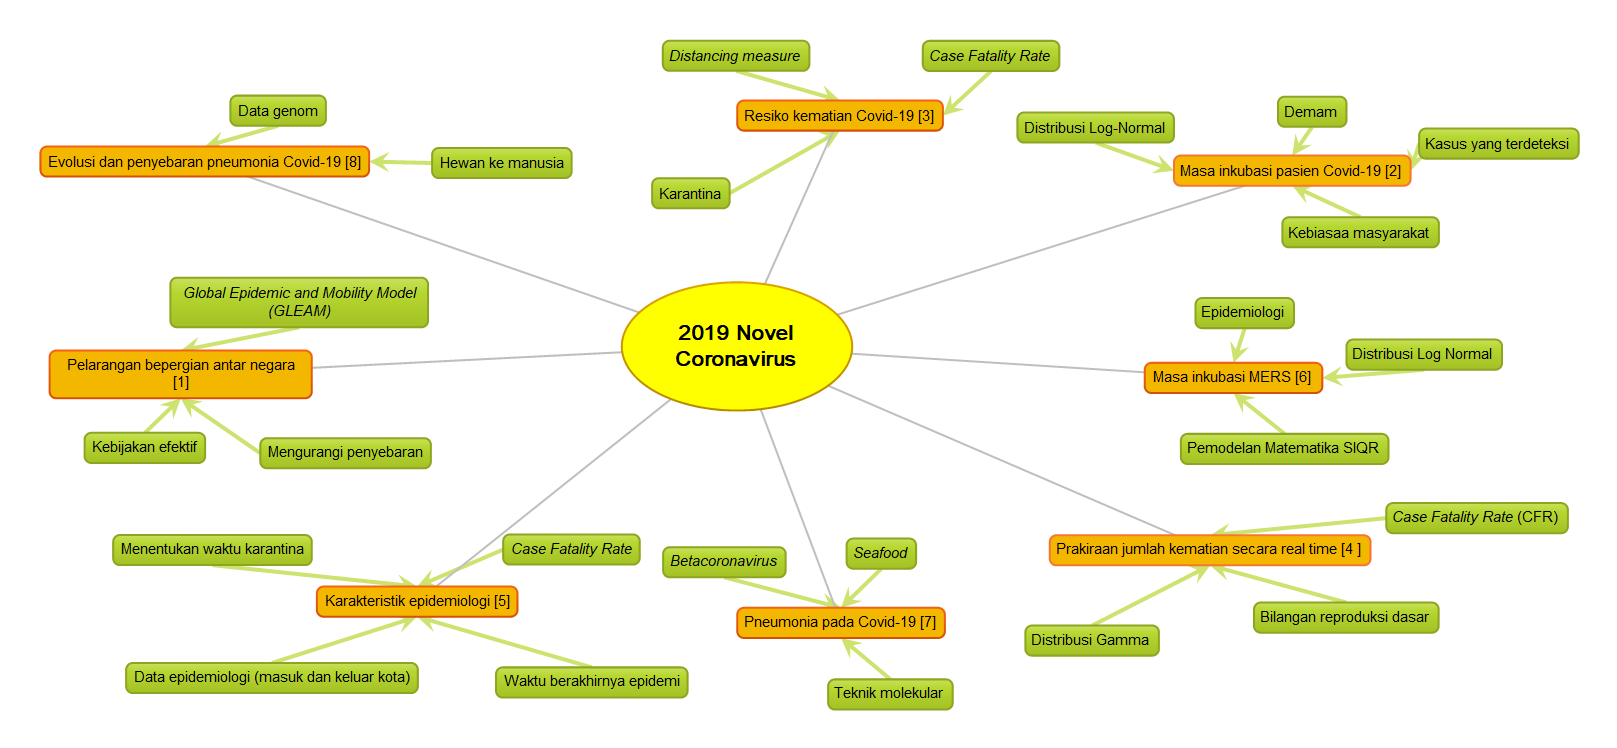 Distancing measure
Case Fatality Rate
Resiko kematian Covid-19 [3]
Karantina
Data genom
Evolusi dan penyebaran pneumonia Covid-19 [8]
Hewan ke manusia
Demam
Distribusi Log-Normal
Kasus yang terdeteksi
Masa inkubasi pasien Covid-19 [2]
Kebiasaa masyarakat
Global Epidemic and Mobility Model
(GLEAM)
Pelarangan bepergian antar negara
[1]
Kebijakan efektif
Mengurangi penyebaran
2019 Novel
Coronavirus
Epidemiologi
Distribusi Log Normal
Masa inkubasi MERS [6]
Pemodelan Matematika SIQR
Menentukan waktu karantina
Case Fatality Rate
Karakteristik epidemiologi [5]
Data epidemiologi (masuk dan keluar kota)
Waktu berakhirnya epidemi
Betacoronavirus
Seafood
Pneumonia pada Covid-19 [7]
Teknik molekular
Case Fatality Rate (CFR)
Prakiraan jumlah kematian secara real time [4 ]
Distribusi Gamma
Bilangan reproduksi dasar